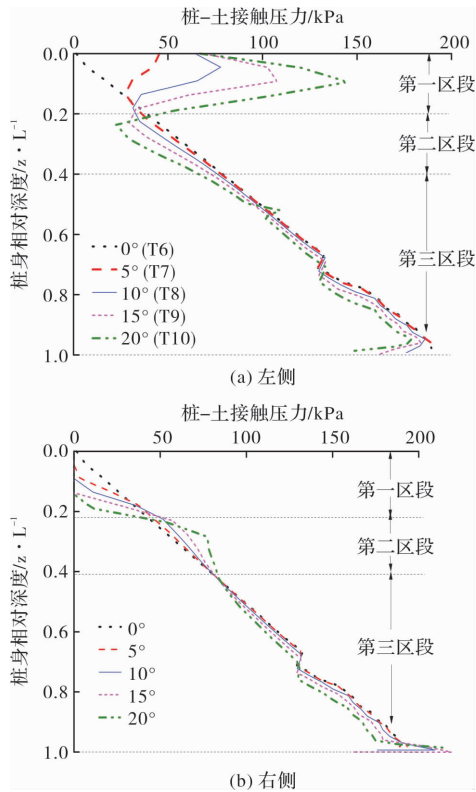 桩-土接触压力/kPa
0 50 100 150 200
0.0
0.2
0.4
0.6
0.8
1.0
桩身相对深度/z·L⁻¹
第一区段
第二区段
第三区段
0° (T6)
5° (T7)
10° (T8)
15° (T9)
20° (T10)
(a) 左侧
桩-土接触压力/kPa
0 50 100 150 200
0.0
0.2
0.4
0.6
0.8
1.0
桩身相对深度/z·L⁻¹
第一区段
第二区段
第三区段
0°
5°
10°
15°
20°
(b) 右侧